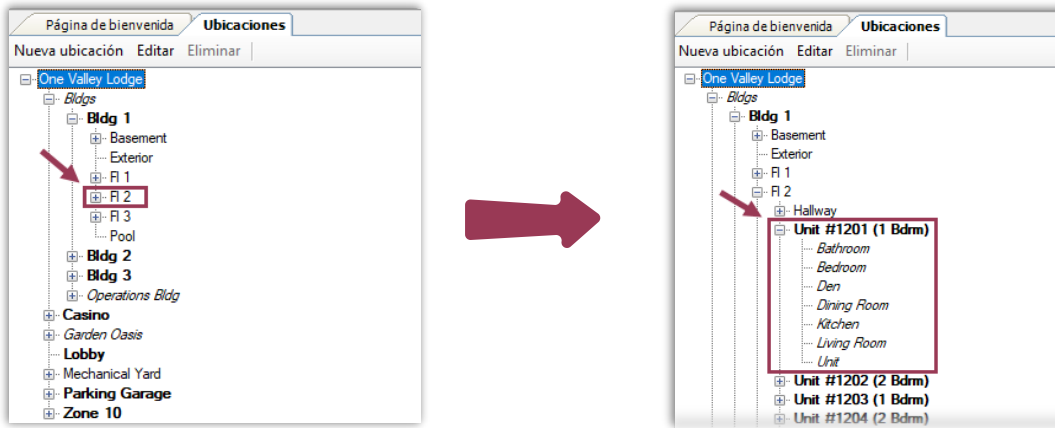 Página de bienvenida Ubicaciones
Nueva ubicación Editar Eliminar
One Valley Lodge
Bldgs
Bldg 1
Basement
Exterior
Fl 1
Fl 2
Fl 3
Pool
Bldg 2
Bldg 3
Operations Bldg
Casino
Garden Oasis
Lobby
Mechanical Yard
Parking Garage
Zone 10
Página de bienvenida Ubicaciones
Nueva ubicación Editar Eliminar
One Valley Lodge
Bldgs
Bldg 1
Basement
Exterior
Fl 1
Fl 2
Hallway
Unit #1201 (1 Bdrm)
Bathroom
Bedroom
Den
Dining Room
Kitchen
Living Room
Unit
Unit #1202 (2 Bdrm)
Unit #1203 (1 Bdrm)
Unit #1204 (2 Bdrm)